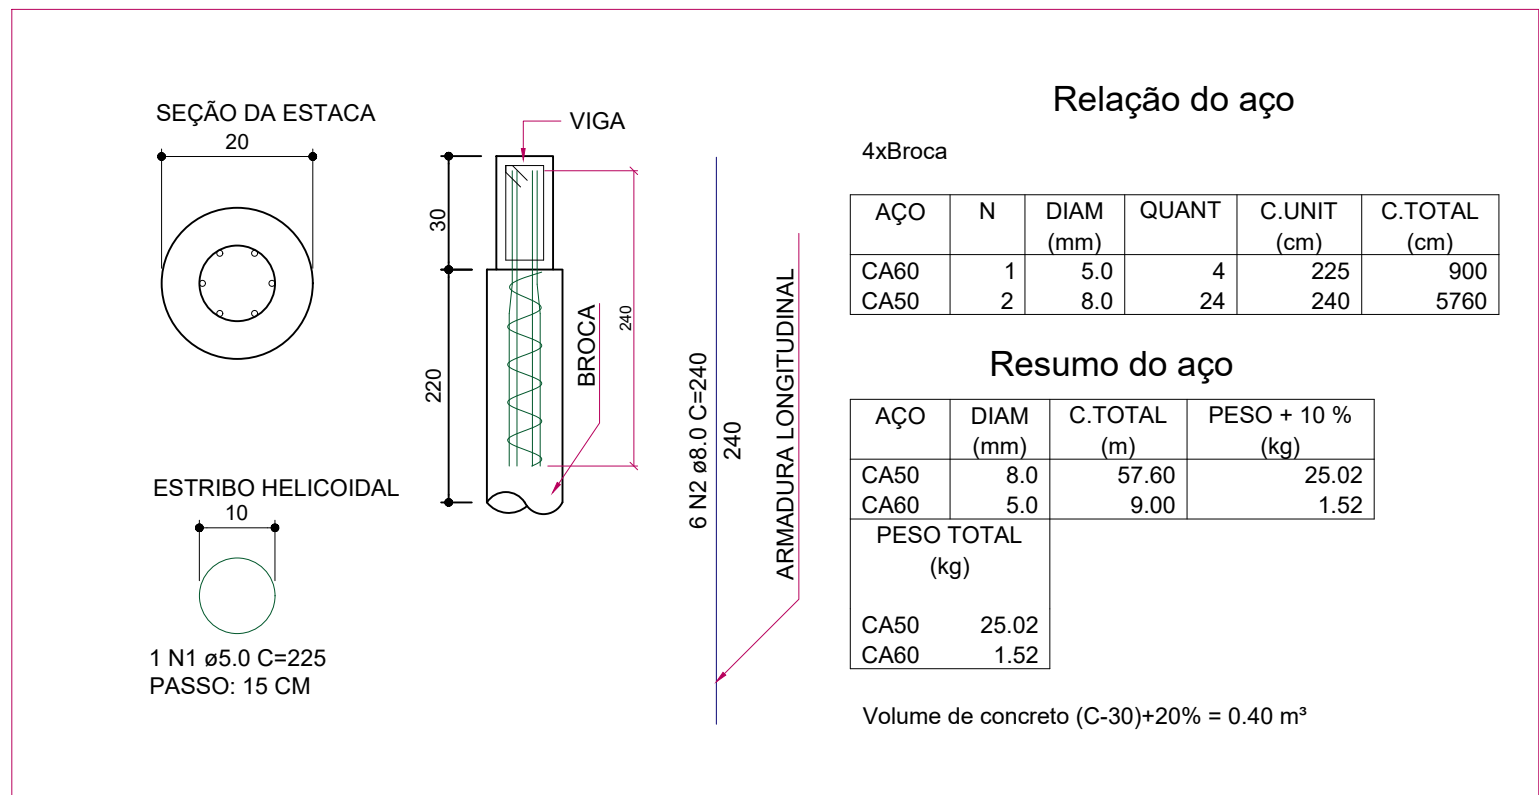 SEÇÃO DA ESTACA
20
VIGA
30
220
240
BROCA
ESTRIBO HELICOIDAL
10
1 N1 ø5.0 C=225
PASSO: 15 CM
6 N2 ø8.0 C=240
240
ARMADURA LONGITUDINAL
Relação do aço
4xBroca
AÇO N DIAM QUANT C.UNIT C.TOTAL
(mm) (cm) (cm)
CA60 1 5.0 4 225 900
CA50 2 8.0 24 240 5760
Resumo do aço
AÇO DIAM C.TOTAL PESO + 10 %
(mm) (m) (kg)
CA50 8.0 57.60 25.02
CA60 5.0 9.00 1.52
PESO TOTAL
(kg)
CA50 25.02
CA60 1.52
Volume de concreto (C-30)+20% = 0.40 m³